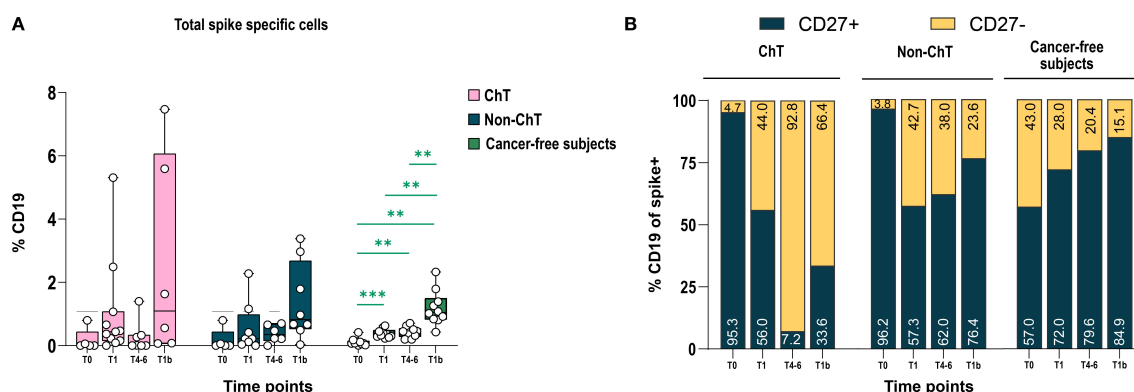 A
Total spike specific cells
% CD19
8
6
4
2
0
ChT
Non-ChT
Cancer-free subjects
**
**
**
**
***
T0 T1 T4-6 T1b
T0 T1 T4-6 T1b
T0 T1 T4-6 T1b
Time points
B
CD27+ CD27-
ChT
Non-ChT
Cancer-free
subjects
% CD19 of spike+
100
75
50
25
0
4.7 44.0 92.8 66.4
3.8 42.7 38.0 23.6
43.0 28.0 20.4 15.1
95.3 56.0 7.2 33.6
96.2 57.3 62.0 76.4
57.0 72.0 79.6 84.9
T0 T1 T4-6 T1b
T0 T1 T4-6 T1b
T0 T1 T4-6 T1b
Time points